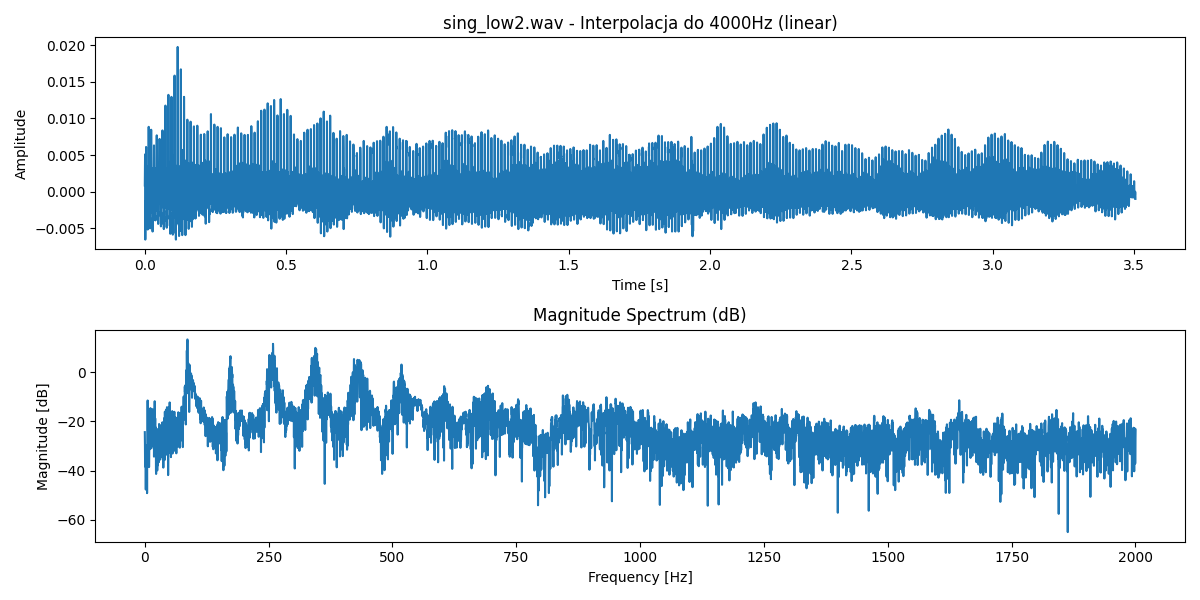 sing_low2.wav - Interpolacja do 4000Hz (linear)
0.020
0.015
0.010
0.005
0.000
−0.005
Amplitude
0.0 0.5 1.0 1.5 2.0 2.5 3.0 3.5
Time [s]
Magnitude Spectrum (dB)
0
−20
−40
−60
Magnitude [dB]
0 250 500 750 1000 1250 1500 1750 2000
Frequency [Hz]